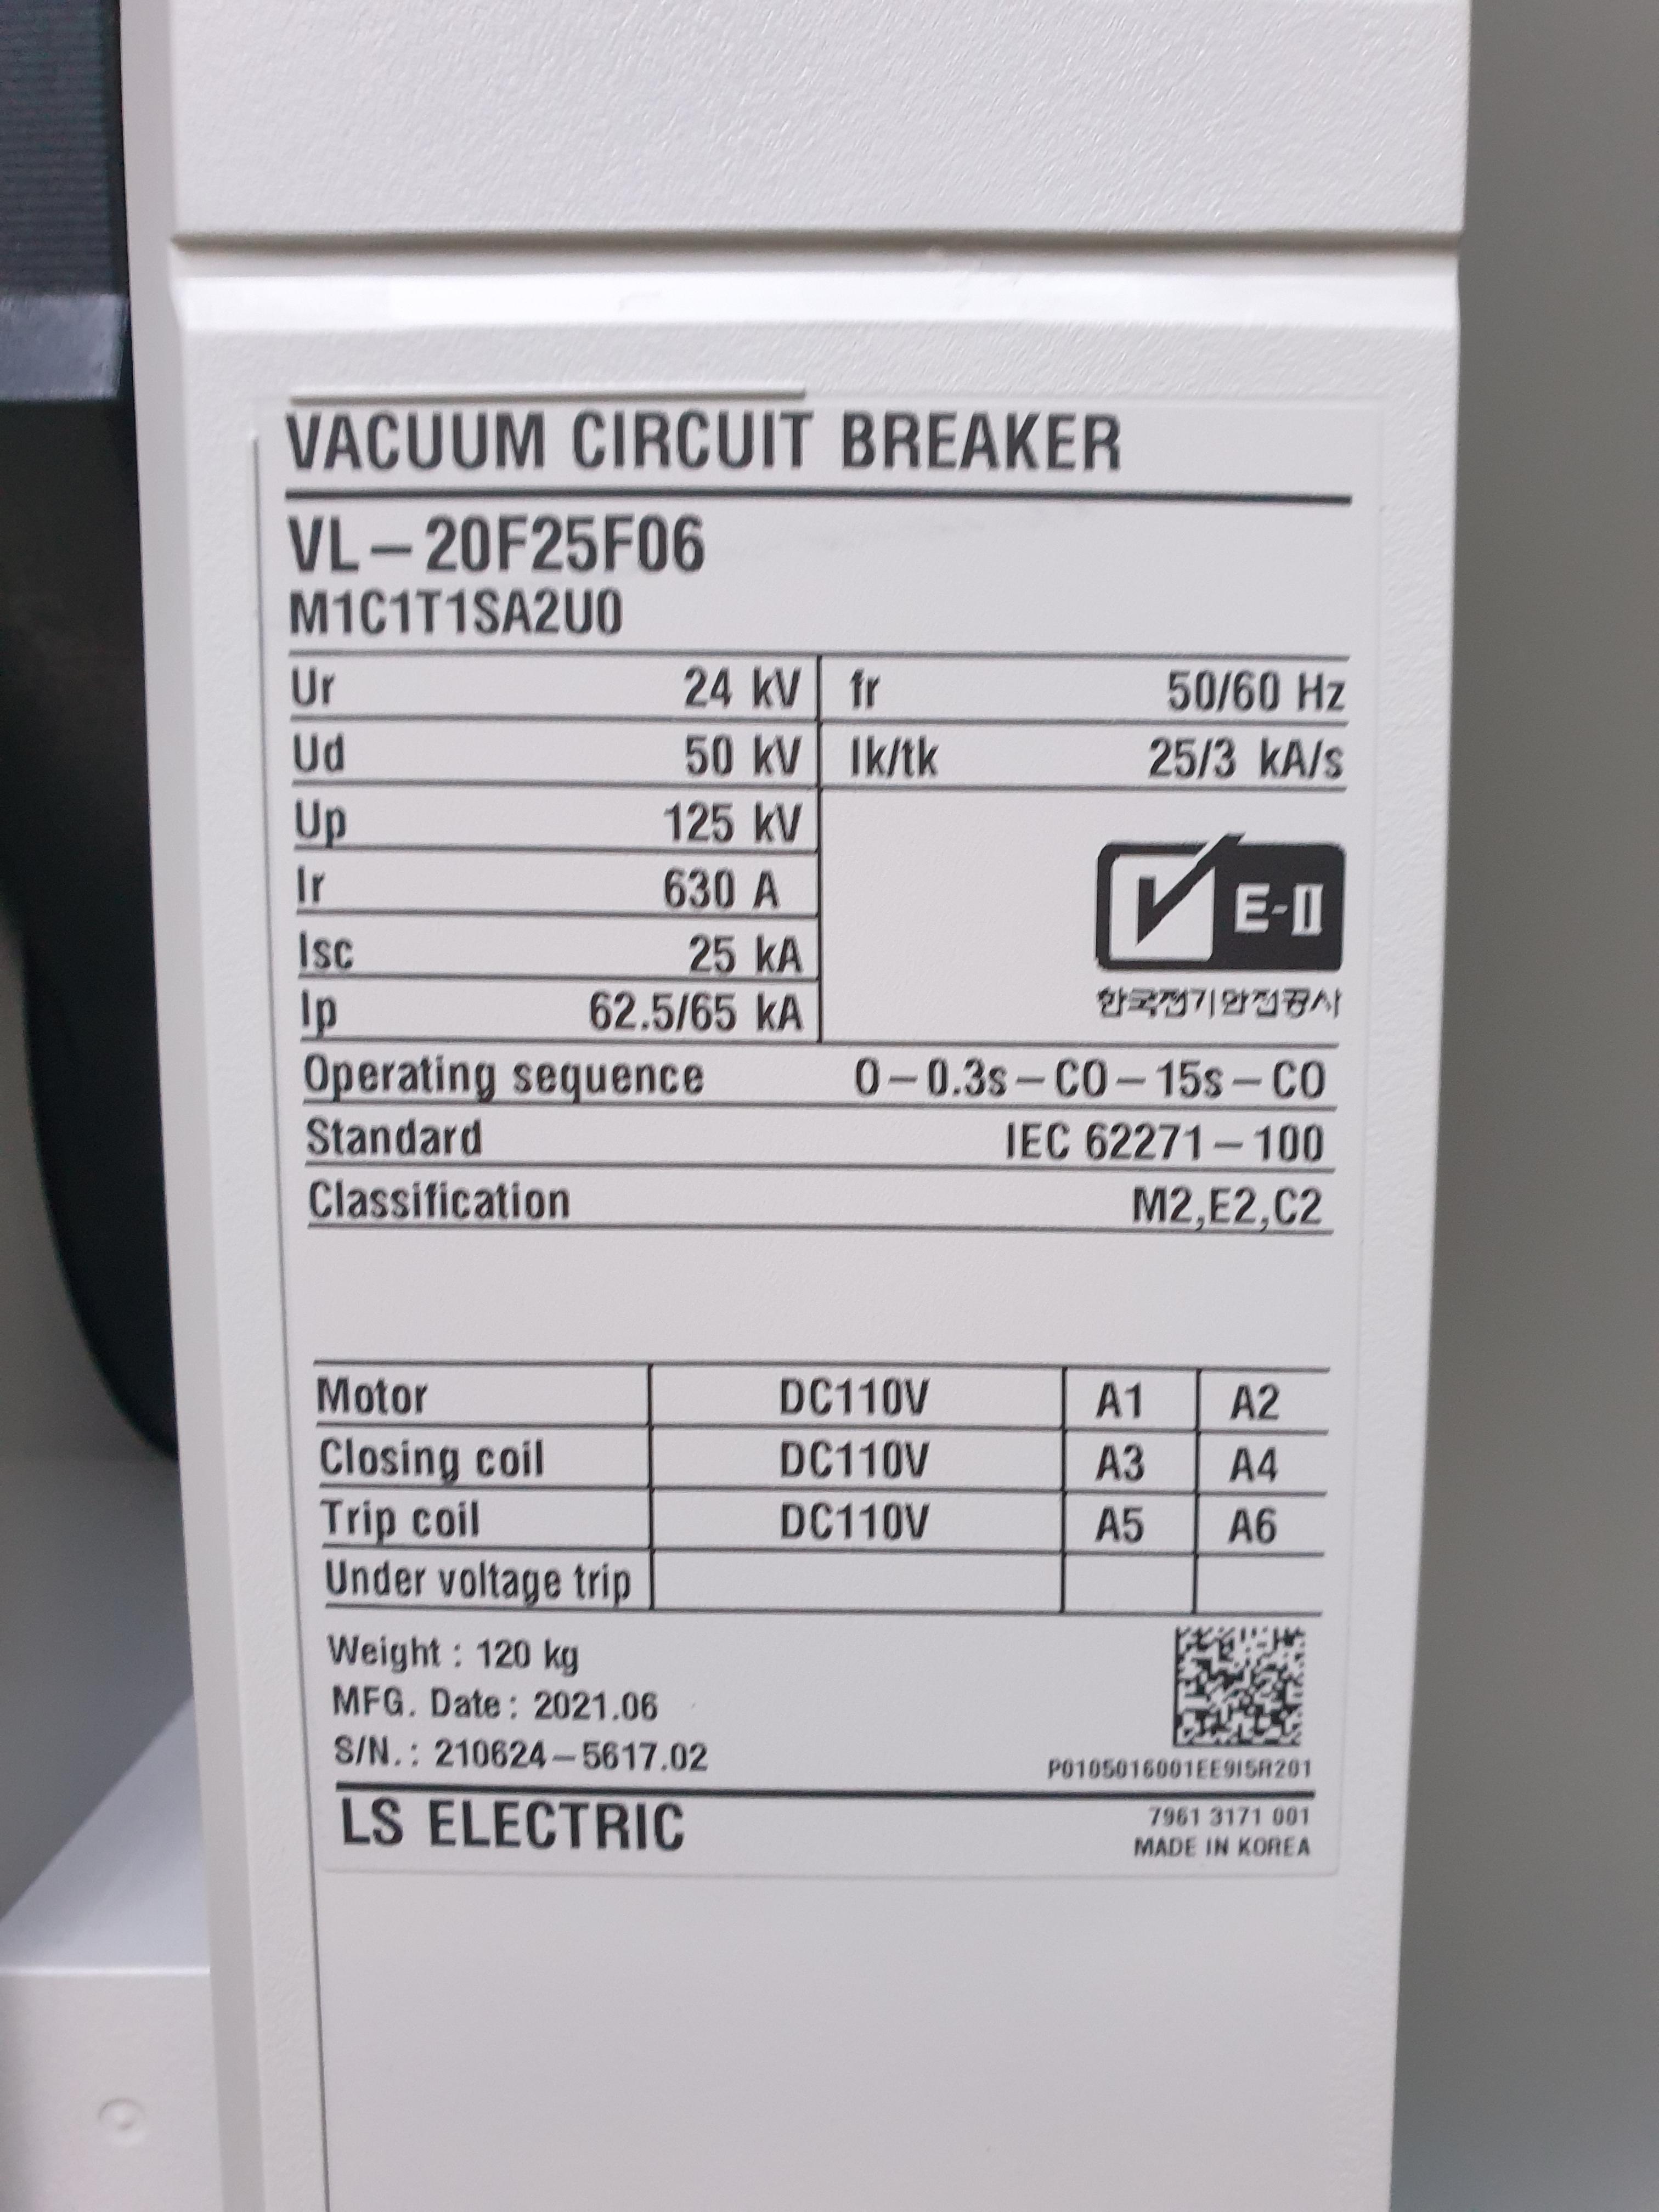 VACUUM CIRCUIT BREAKER
VL-20F25F06
M1C1T1SA2U0
Ur 24 kV fr 50/60 Hz
Ud 50 kV Ik/tk 25/3 kA/s
Up 125 kV
Ir 630 A
Isc 25 kA
Ip 62.5/65 kA
E-II
한국전기안전공사
Operating sequence O-0.3s-CO-15s-CO
Standard IEC 62271-100
Classification M2,E2,C2
Motor DC110V A1 A2
Closing coil DC110V A3 A4
Trip coil DC110V A5 A6
Under voltage trip
Weight : 120 kg
MFG. Date : 2021.06
S/N. : 210624-5617.02
P0105016001EE9I5R201
LS ELECTRIC
7961 3171 001
MADE IN KOREA